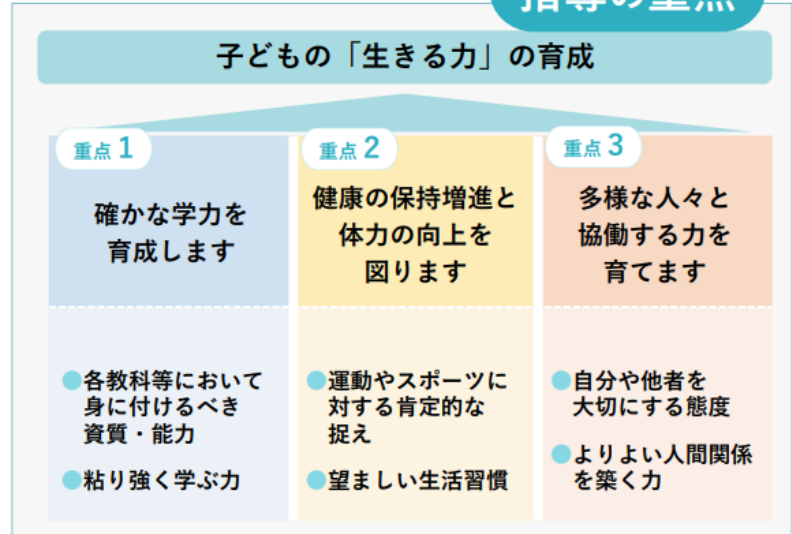 指導の重点
子どもの「生きる力」の育成
重点1
確かな学力を
育成します
●各教科等において
身に付けるべき
資質・能力
●粘り強く学ぶ力
重点2
健康の保持増進と
体力の向上を
図ります
●運動やスポーツに
対する肯定的な
捉え
●望ましい生活習慣
重点3
多様な人々と
協働する力を
育てます
●自分や他者を
大切にする態度
●よりよい人間関係
を築く力